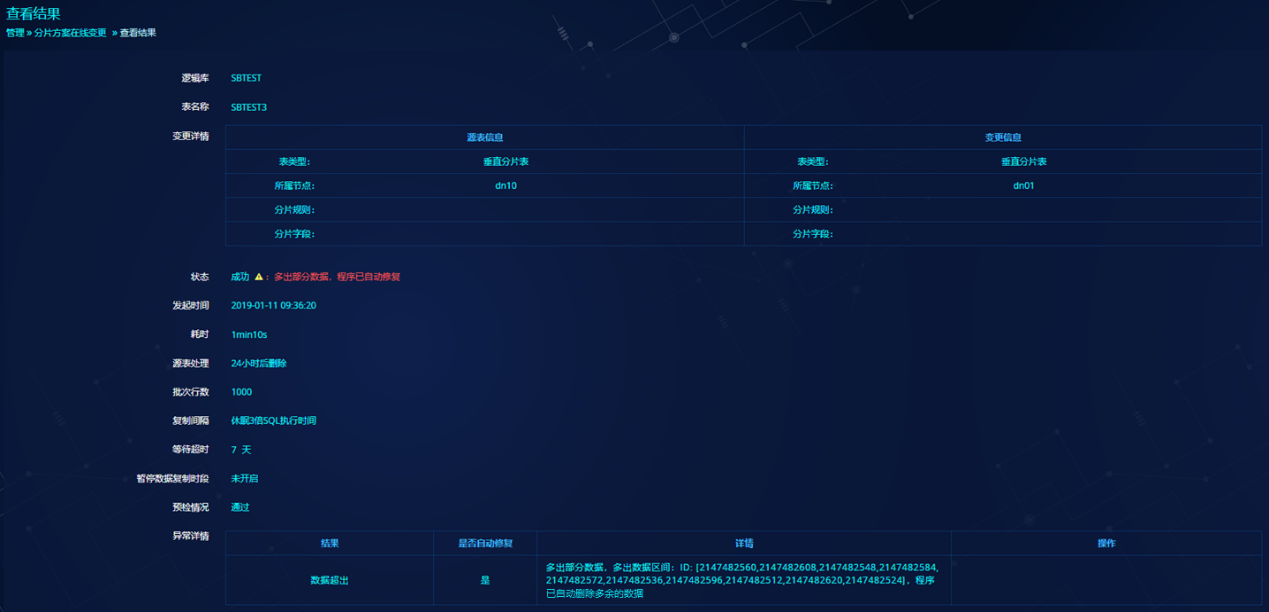 查看结果
管理 » 分片方案在线变更 » 查看结果
逻辑库 SBTEST
表名称 SBTEST3
变更详情 源表信息 变更信息
表类型: 垂直分片表 表类型: 垂直分片表
所属节点: dn10 所属节点: dn01
分片规则: 分片规则:
分片字段: 分片字段:
状态 成功 ⚠ : 多出部分数据，程序已自动修复
发起时间 2019-01-11 09:36:20
耗时 1min10s
源表处理 24小时后删除
批次行数 1000
复制间隔 休眠3倍SQL执行时间
等待超时 7 天
暂停数据复制时段 未开启
预检情况 通过
异常详情 结果 是否自动修复 详情 操作
数据超出 是 多出部分数据，多出数据区间：ID: [2147482560,2147482608,2147482548,2147482584,
2147482572,2147482536,2147482596,2147482512,2147482620,2147482524]，程序
已自动删除多余的数据